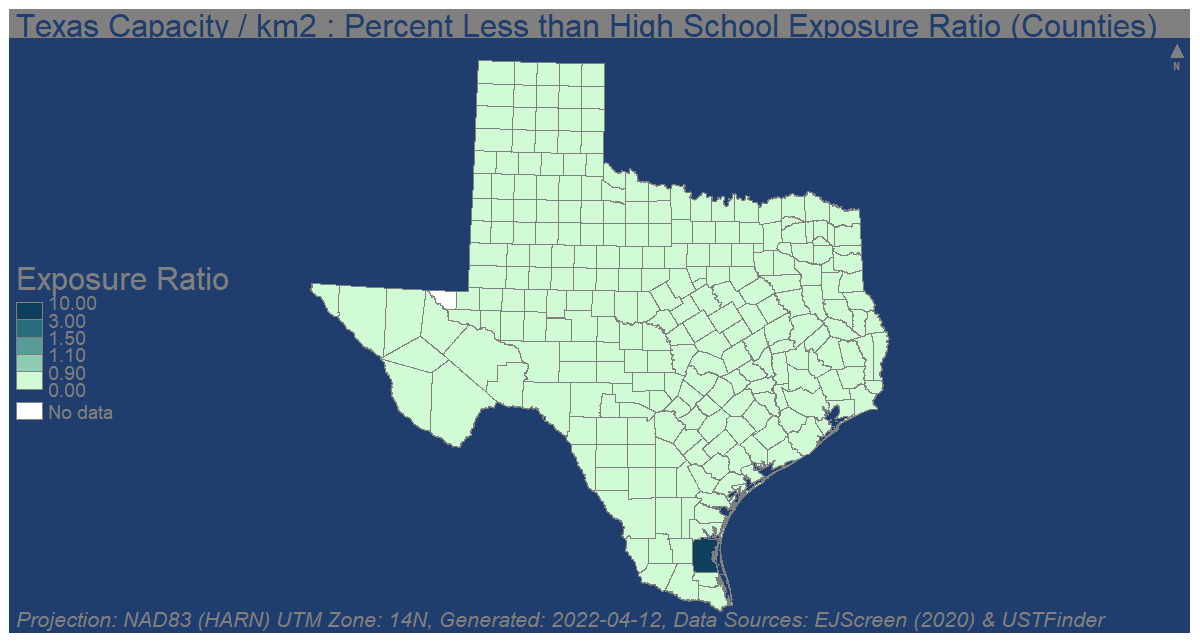 Texas Capacity / km2 : Percent Less than High School Exposure Ratio (Counties)
N
Exposure Ratio
10.00
3.00
1.50
1.10
0.90
0.00
No data
Projection: NAD83 (HARN) UTM Zone: 14N, Generated: 2022-04-12, Data Sources: EJScreen (2020) & USTFinder